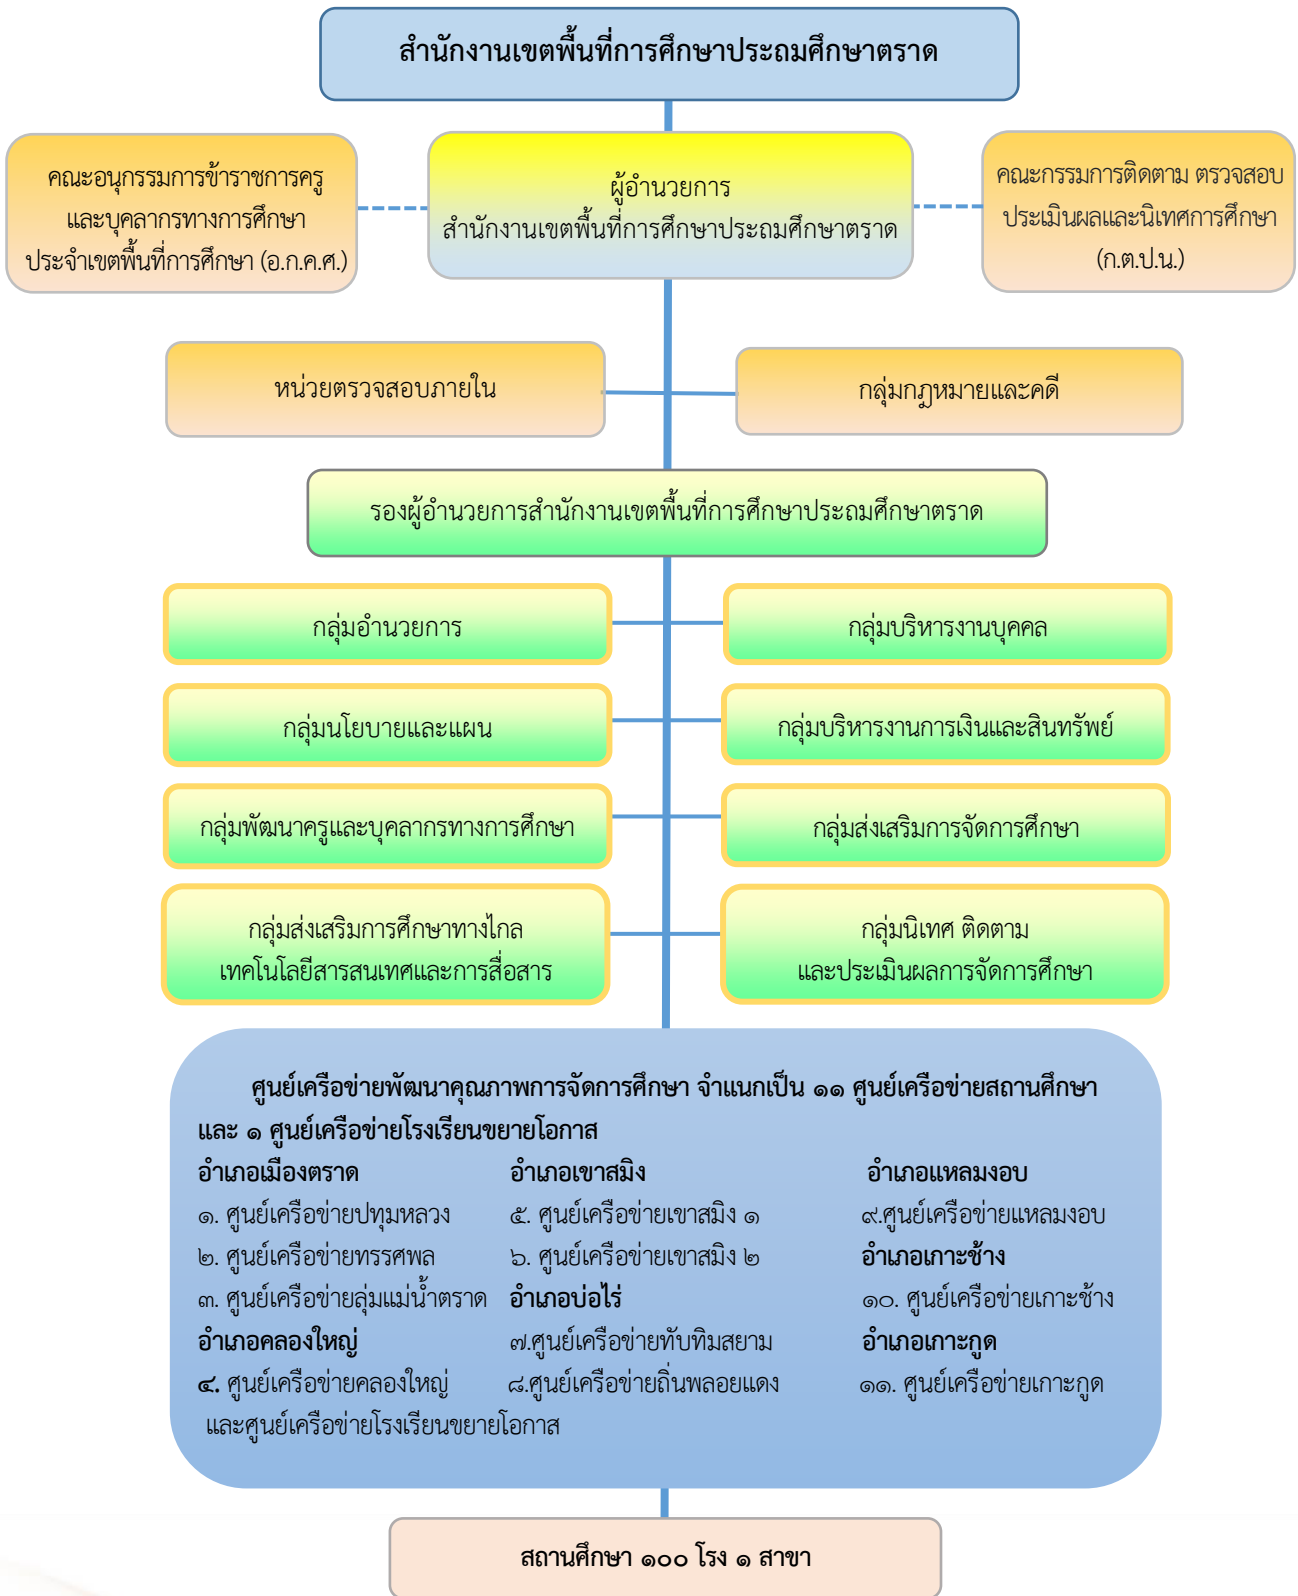 สำนักงานเขตพื้นที่การศึกษาประถมศึกษาตราด
คณะอนุกรรมการข้าราชการครู
และบุคลากรทางการศึกษา
ประจำเขตพื้นที่การศึกษา (อ.ก.ค.ศ.)
ผู้อำนวยการ
สำนักงานเขตพื้นที่การศึกษาประถมศึกษาตราด
คณะกรรมการติดตาม ตรวจสอบ
ประเมินผลและนิเทศการศึกษา
(ก.ต.ป.น.)
หน่วยตรวจสอบภายใน
กลุ่มกฎหมายและคดี
รองผู้อำนวยการสำนักงานเขตพื้นที่การศึกษาประถมศึกษาตราด
กลุ่มอำนวยการ
กลุ่มบริหารงานบุคคล
กลุ่มนโยบายและแผน
กลุ่มบริหารงานการเงินและสินทรัพย์
กลุ่มพัฒนาครูและบุคลากรทางการศึกษา
กลุ่มส่งเสริมการจัดการศึกษา
กลุ่มส่งเสริมการศึกษาทางไกล
เทคโนโลยีสารสนเทศและการสื่อสาร
กลุ่มนิเทศ ติดตาม
และประเมินผลการจัดการศึกษา
ศูนย์เครือข่ายพัฒนาคุณภาพการจัดการศึกษา จำแนกเป็น ๑๑ ศูนย์เครือข่ายสถานศึกษา
และ ๑ ศูนย์เครือข่ายโรงเรียนขยายโอกาส
อำเภอเมืองตราด อำเภอเขาสมิง อำเภอแหลมงอบ
๑. ศูนย์เครือข่ายปทุมหลวง ๕. ศูนย์เครือข่ายเขาสมิง ๑ ๙.ศูนย์เครือข่ายแหลมงอบ
๒. ศูนย์เครือข่ายทรรศพล ๖. ศูนย์เครือข่ายเขาสมิง ๒ อำเภอเกาะช้าง
๓. ศูนย์เครือข่ายลุ่มแม่น้ำตราด อำเภอบ่อไร่ ๑๐. ศูนย์เครือข่ายเกาะช้าง
อำเภอคลองใหญ่ ๗.ศูนย์เครือข่ายทับทิมสยาม อำเภอเกาะกูด
๔. ศูนย์เครือข่ายคลองใหญ่ ๘.ศูนย์เครือข่ายถิ่นพลอยแดง ๑๑. ศูนย์เครือข่ายเกาะกูด
และศูนย์เครือข่ายโรงเรียนขยายโอกาส
สถานศึกษา ๑๐๐ โรง ๑ สาขา